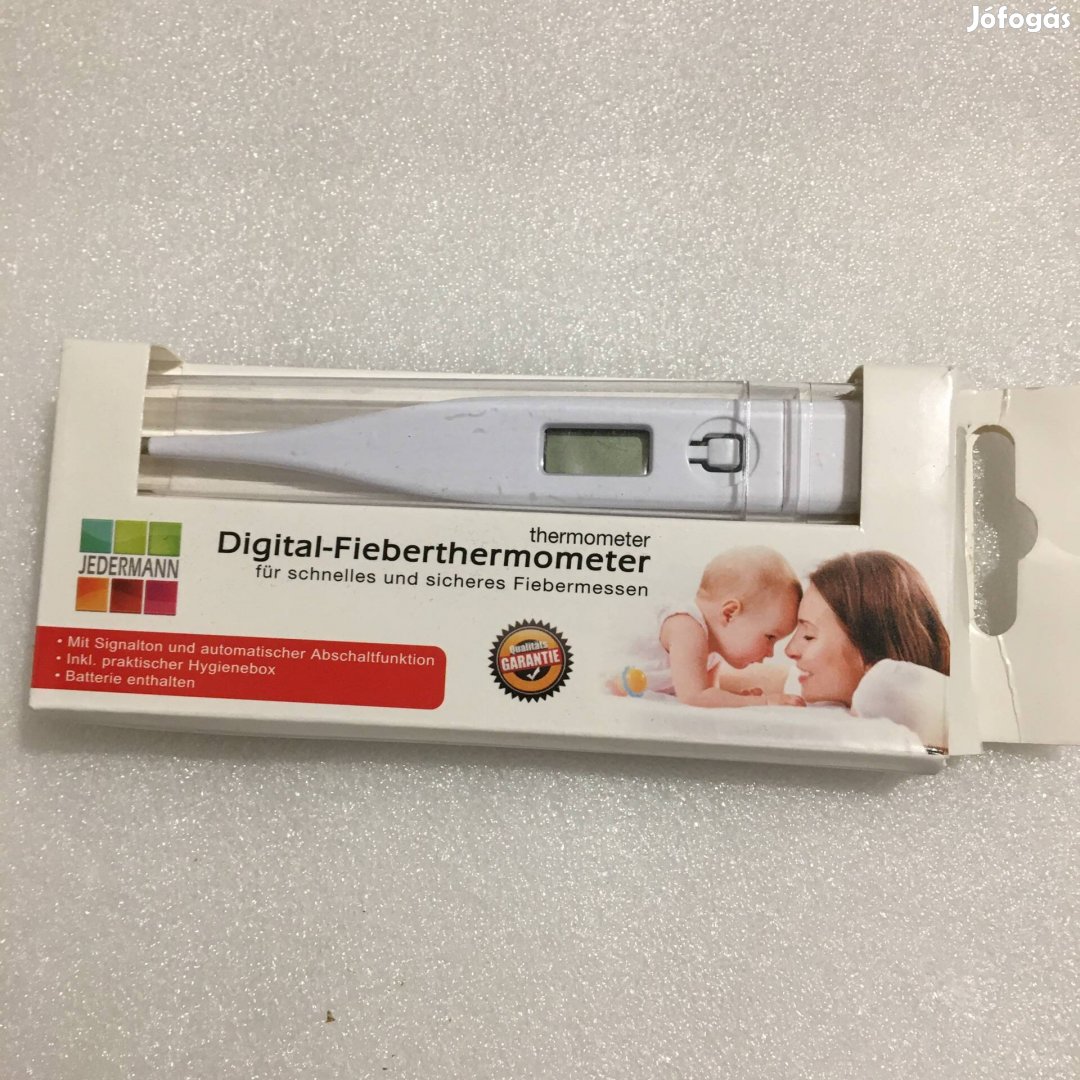 Jófogás
thermometer
Digital-Fieberthermometer
für schnelles und sicheres Fiebermessen
JEDERMANN
• Mit Signalton und automatischer Abschaltfunktion
• Inkl. praktischer Hygienebox
• Batterie enthalten
Qualitäts
GARANTIE